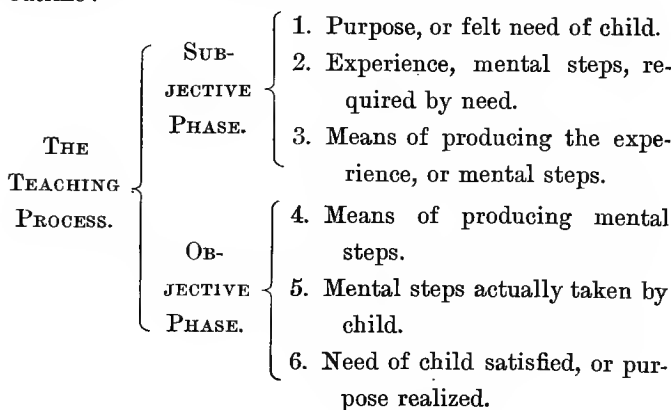 THE
TEACHING
PROCESS.
SUB-
JECTIVE
PHASE.
1. Purpose, or felt need of child.
2. Experience, mental steps, re-
quired by need.
3. Means of producing the expe-
rience, or mental steps.
OB-
JECTIVE
PHASE.
4. Means of producing mental
steps.
5. Mental steps actually taken by
child.
6. Need of child satisfied, or pur-
pose realized.